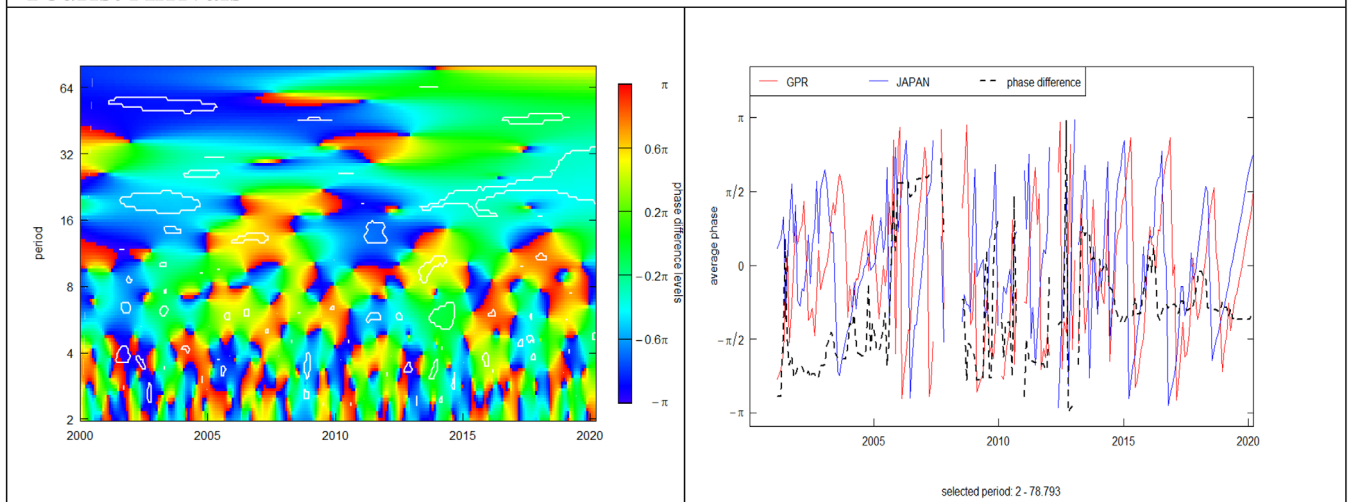 π
64
0.6π
32
0.2π
16
−0.2π
8
−0.6π
4
−π
2
2000 2005 2010 2015 2020
period
phase difference levels
GPR JAPAN phase difference
π
π/2
0
−π/2
−π
average phase
2005 2010 2015 2020
selected period: 2 - 78.793